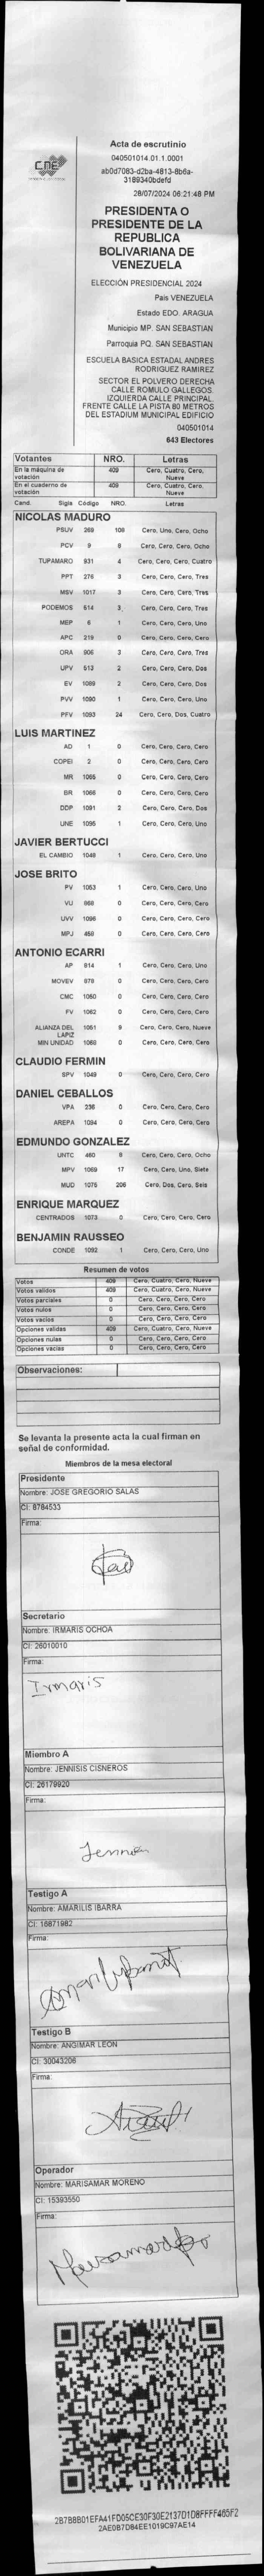 CNE
Acta de escrutinio
040501014.01.1.0001
ab0d7083-d2ba-4813-8b6a-
3189340bdefd
28/07/2024 06:21:48 PM
PRESIDENTA O
PRESIDENTE DE LA
REPUBLICA
BOLIVARIANA DE
VENEZUELA
ELECCIÓN PRESIDENCIAL 2024
País VENEZUELA
Estado EDO. ARAGUA
Municipio MP. SAN SEBASTIAN
Parroquia PQ. SAN SEBASTIAN
ESCUELA BASICA ESTADAL ANDRES
RODRIGUEZ RAMIREZ
SECTOR EL POLVERO DERECHA
CALLE ROMULO GALLEGOS.
IZQUIERDA CALLE PRINCIPAL.
FRENTE CALLE LA PISTA 80 METROS
DEL ESTADIUM MUNICIPAL EDIFICIO
040501014
643 Electores
Votantes NRO. Letras
En la máquina de votación 409 Cero, Cuatro, Cero, Nueve
En el cuaderno de votación 409 Cero, Cuatro, Cero, Nueve
Cand. Sigla Código NRO. Letras
NICOLAS MADURO
PSUV 269 108 Cero, Uno, Cero, Ocho
PCV 9 8 Cero, Cero, Cero, Ocho
TUPAMARO 831 4 Cero, Cero, Cero, Cuatro
PPT 276 3 Cero, Cero, Cero, Tres
MSV 1017 3 Cero, Cero, Cero, Tres
PODEMOS 614 3 Cero, Cero, Cero, Tres
MEP 6 1 Cero, Cero, Cero, Uno
APC 219 0 Cero, Cero, Cero, Cero
ORA 906 3 Cero, Cero, Cero, Tres
UPV 513 2 Cero, Cero, Cero, Dos
EV 1089 2 Cero, Cero, Cero, Dos
PVV 1090 1 Cero, Cero, Cero, Uno
PFV 1093 24 Cero, Cero, Dos, Cuatro
LUIS MARTINEZ
AD 1 0 Cero, Cero, Cero, Cero
COPEI 2 0 Cero, Cero, Cero, Cero
MR 1065 0 Cero, Cero, Cero, Cero
BR 1066 0 Cero, Cero, Cero, Cero
DDP 1091 2 Cero, Cero, Cero, Dos
UNE 1095 1 Cero, Cero, Cero, Uno
JAVIER BERTUCCI
EL CAMBIO 1048 1 Cero, Cero, Cero, Uno
JOSE BRITO
PV 1053 1 Cero, Cero, Cero, Uno
VU 868 0 Cero, Cero, Cero, Cero
UVV 1096 0 Cero, Cero, Cero, Cero
MPJ 458 0 Cero, Cero, Cero, Cero
ANTONIO ECARRI
AP 814 1 Cero, Cero, Cero, Uno
MOVEV 879 0 Cero, Cero, Cero, Cero
CMC 1050 0 Cero, Cero, Cero, Cero
FV 1062 0 Cero, Cero, Cero, Cero
ALIANZA DEL LAPIZ 1051 9 Cero, Cero, Cero, Nueve
MIN UNIDAD 1068 0 Cero, Cero, Cero, Cero
CLAUDIO FERMIN
SPV 1049 0 Cero, Cero, Cero, Cero
DANIEL CEBALLOS
VPA 236 0 Cero, Cero, Cero, Cero
AREPA 1094 0 Cero, Cero, Cero, Cero
EDMUNDO GONZALEZ
UNTC 460 8 Cero, Cero, Cero, Ocho
MPV 1069 17 Cero, Cero, Uno, Siete
MUD 1075 206 Cero, Dos, Cero, Seis
ENRIQUE MARQUEZ
CENTRADOS 1073 0 Cero, Cero, Cero, Cero
BENJAMIN RAUSSEO
CONDE 1092 1 Cero, Cero, Cero, Uno
Resumen de votos
Votos 409 Cero, Cuatro, Cero, Nueve
Votos validos 409 Cero, Cuatro, Cero, Nueve
Votos parciales 0 Cero, Cero, Cero, Cero
Votos nulos 0 Cero, Cero, Cero, Cero
Votos vacios 0 Cero, Cero, Cero, Cero
Opciones validas 409 Cero, Cuatro, Cero, Nueve
Opciones nulas 0 Cero, Cero, Cero, Cero
Opciones vacias 0 Cero, Cero, Cero, Cero
Observaciones:
Se levanta la presente acta la cual firman en
señal de conformidad.
Miembros de la mesa electoral
Presidente
Nombre: JOSE GREGORIO SALAS
CI: 8784533
Firma:
Secretario
Nombre: IRMARIS OCHOA
CI: 26010010
Firma:
Irmaris
Miembro A
Nombre: JENNISIS CISNEROS
CI: 26179920
Firma:
Testigo A
Nombre: AMARILIS IBARRA
CI: 16871982
Firma:
Testigo B
Nombre: ANGIMAR LEON
CI: 30043206
Firma:
Operador
Nombre: MARISAMAR MORENO
CI: 15393550
Firma:
2B7B8B01EFA41FD05CE30F30E2137D1D8FFFF465F2
2AE0B7D84EE1019C97AE14